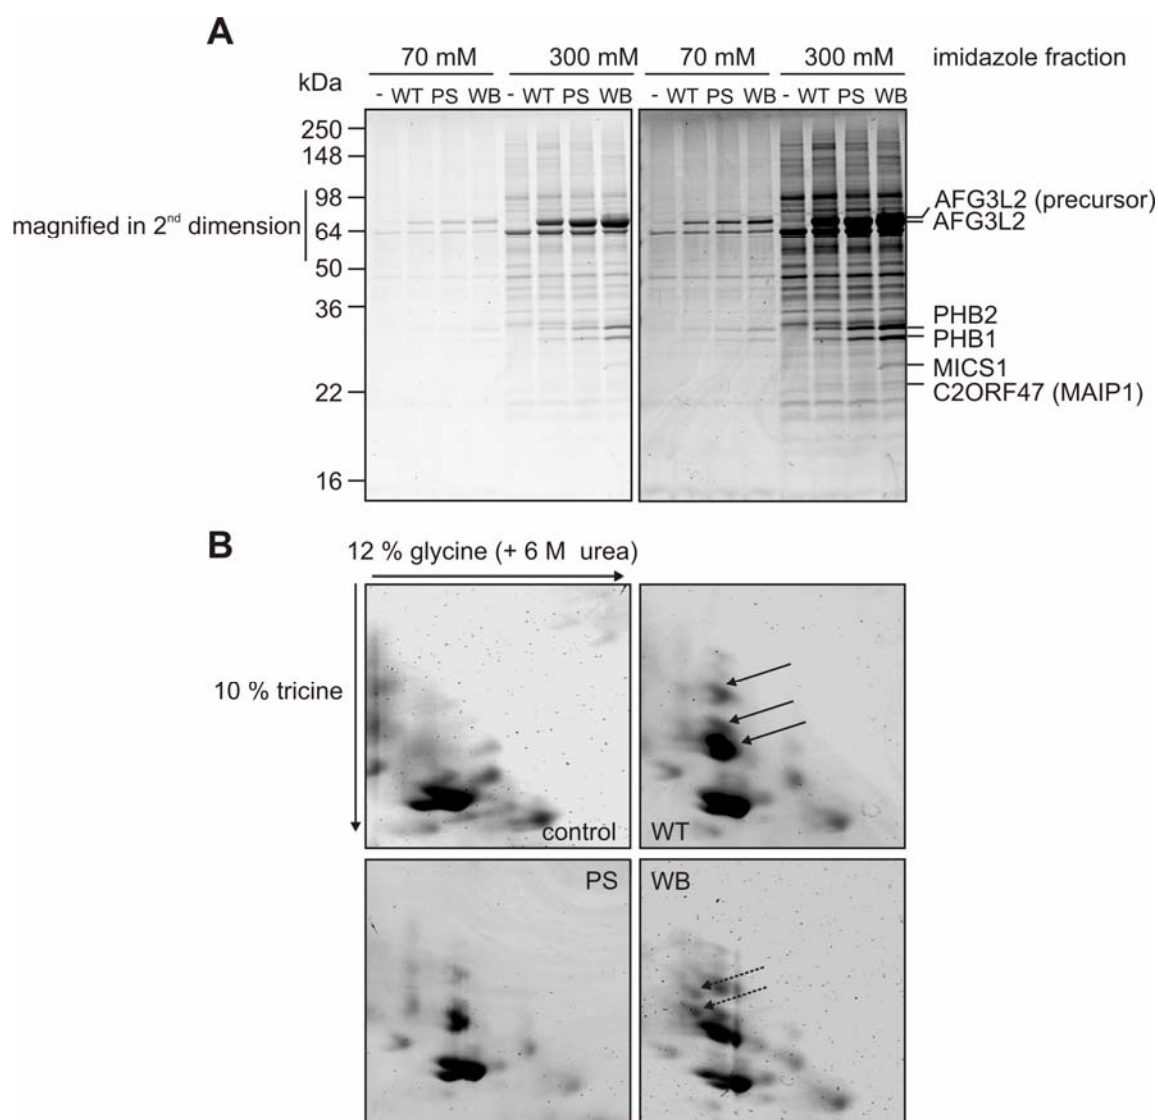 A
70 mM 300 mM 70 mM 300 mM imidazole fraction
kDa
- WT PS WB - WT PS WB - WT PS WB - WT PS WB
250
148
98
magnified in 2nd dimension
64
50
36
22
16
AFG3L2 (precursor)
AFG3L2
PHB2
PHB1
MICS1
C2ORF47 (MAIP1)
B
12 % glycine (+ 6 M urea)
10 % tricine
control
WT
PS
WB